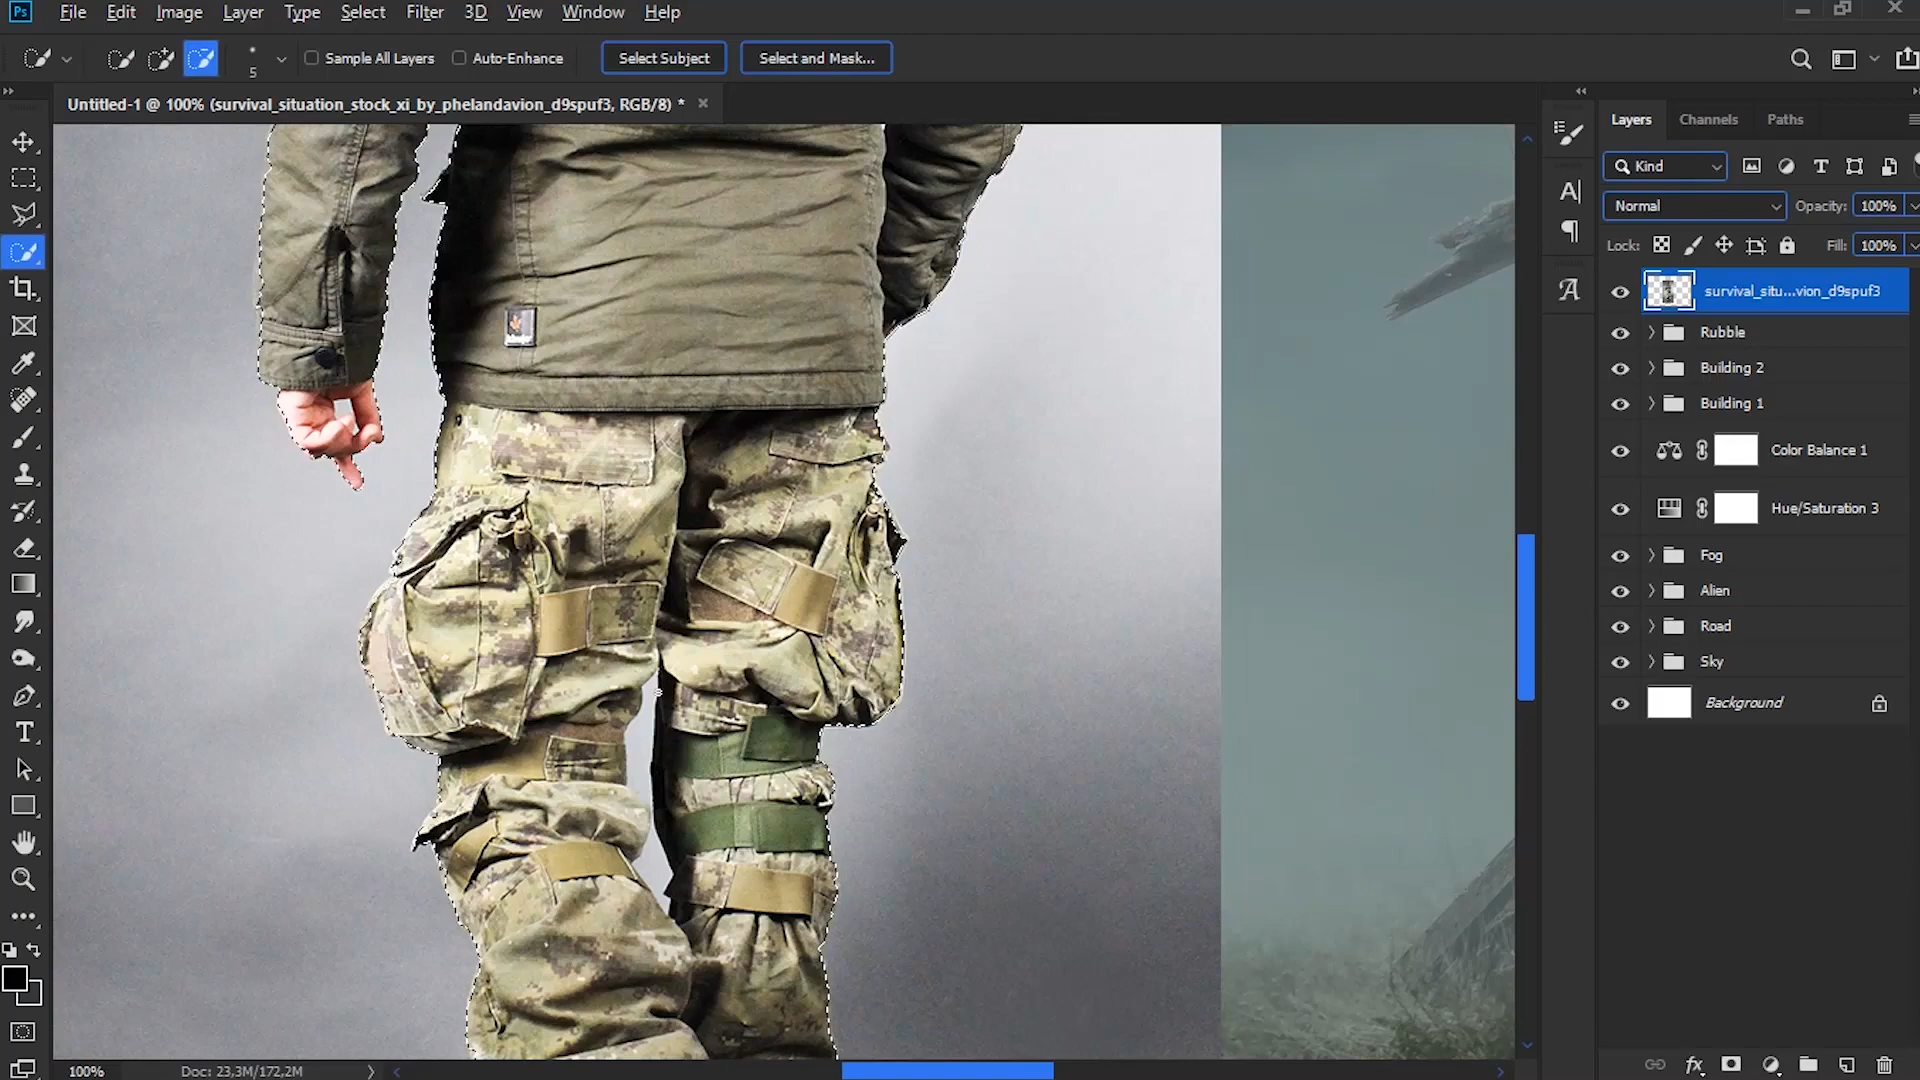 Ps File Edit Image Layer Type Select Filter 3D View Window Help
5 Sample All Layers Auto-Enhance Select Subject Select and Mask...
Untitled-1 @ 100% (survival_situation_stock_xi_by_phelandavion_d9spuf3, RGB/8) *
Layers Channels Paths
Kind
Normal Opacity: 100%
Lock: Fill: 100%
survival_situ...vion_d9spuf3
Rubble
Building 2
Building 1
Color Balance 1
Hue/Saturation 3
Fog
Alien
Road
Sky
Background
100% Doc: 23,3M/172,2M